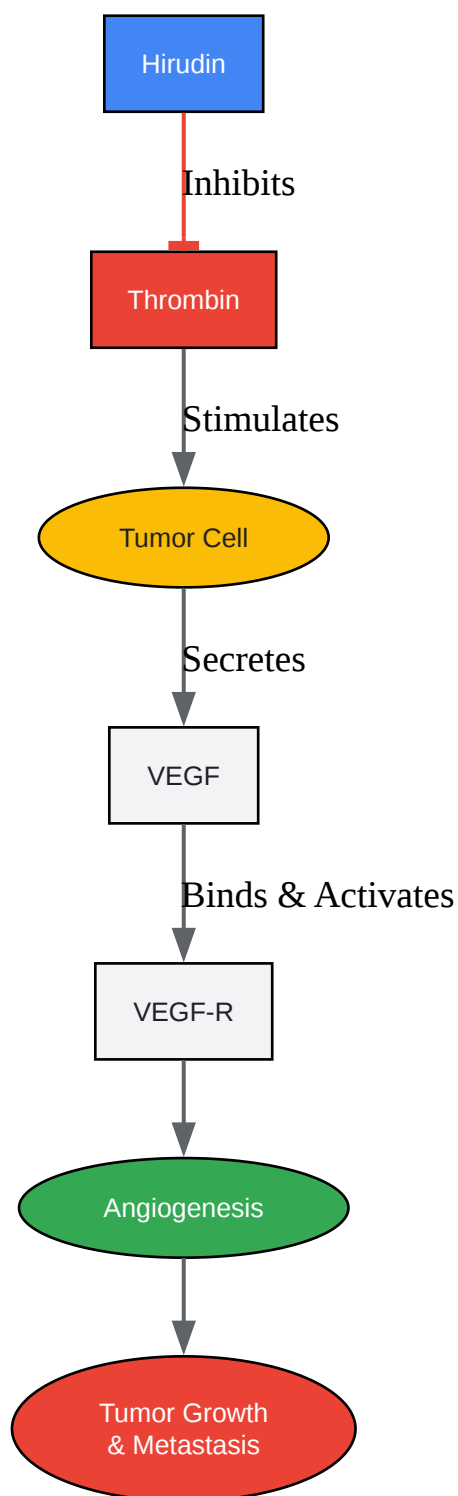 Hirudin
Inhibits
Thrombin
Stimulates
Tumor Cell
Secretes
VEGF
Binds & Activates
VEGF-R
Angiogenesis
Tumor Growth
& Metastasis